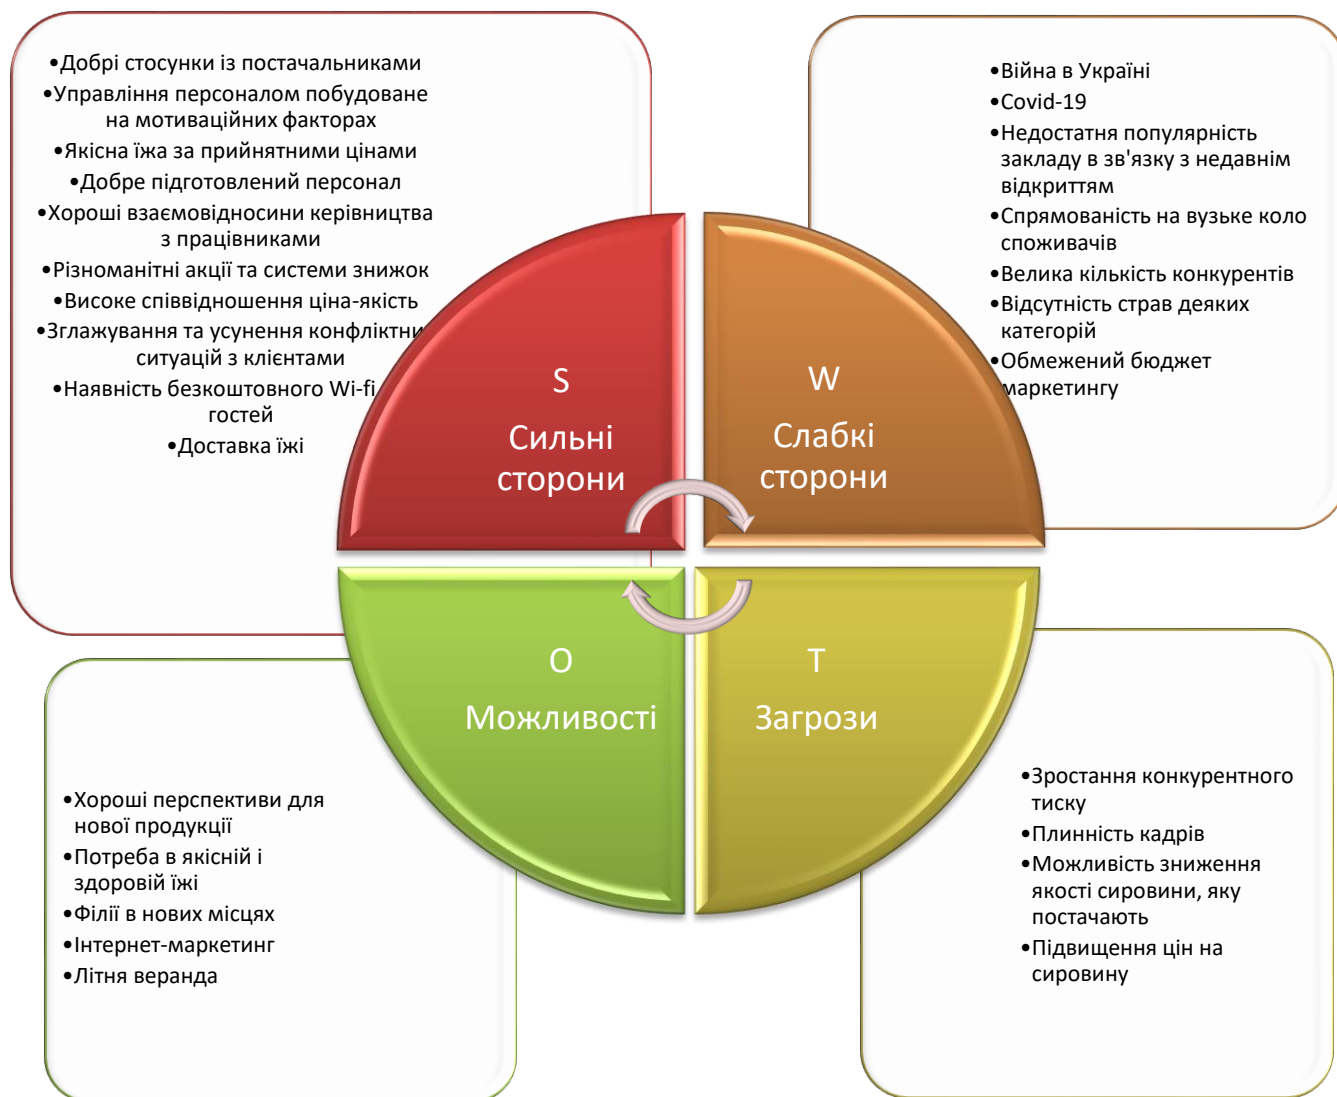 •Добрі стосунки із постачальниками
•Управління персоналом побудоване
на мотиваційних факторах
•Якісна їжа за прийнятними цінами
•Добре підготовлений персонал
•Хороші взаємовідносини керівництва
з працівниками
•Різноманітні акції та системи знижок
•Високе співвідношення ціна-якість
•Зглажування та усунення
ситуацій з клієнтами
•Наявність безкоштовного Wi-fi
гостей
•Доставка їжі
•Війна в Україні
•Covid-19
•Недостатня популярність
закладу в зв'язку з недавнім
відкриттям
•Спрямованість на вузьке коло
споживачів
•Велика кількість конкурентів
•Відсутність страв деяких
категорій
•Обмежений бюджет
маркетингу
S
Сильні
сторони
W
Слабкі
сторони
O
Можливості
T
Загрози
•Хороші перспективи для
нової продукції
•Потреба в якісній і
здоровій їжі
•Філії в нових місцях
•Інтернет-маркетинг
•Літня веранда
•Зростання конкурентного
тиску
•Плинність кадрів
•Можливість зниження
якості сировини, яку
постачають
•Підвищення цін на
сировину